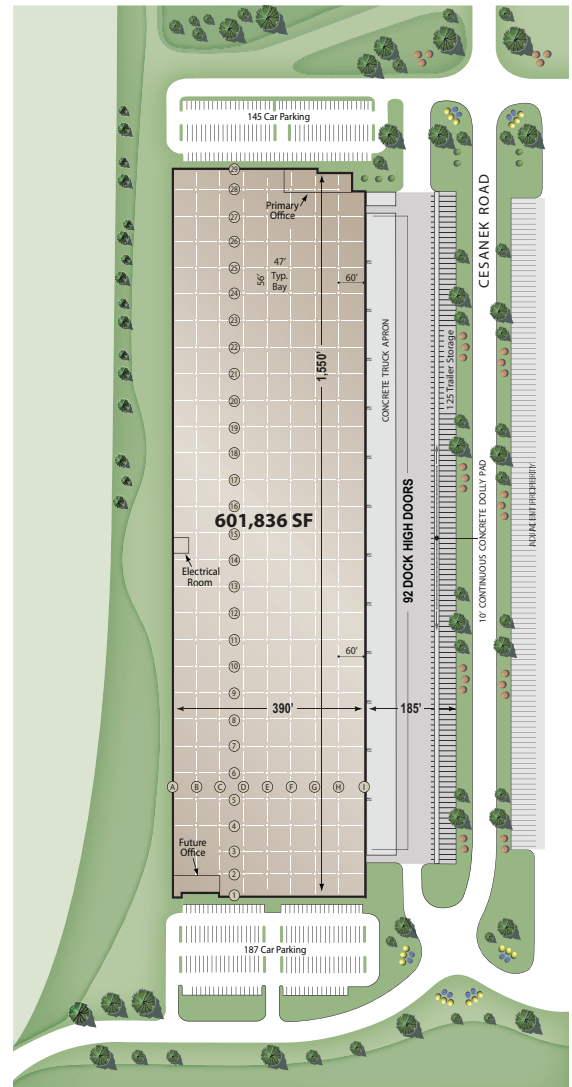 145 Car Parking
29
28
Primary
Office
27
26
25
47'
Typ.
Bay
56'
60'
24
23
22
21
20
19
18
17
16
1,550'
CONCRETE TRUCK APRON
125 Trailer Storage
CESANEK ROAD
601,836 SF
15
Electrical
Room
14
13
12
11
10
9
8
7
6
5
4
3
2
1
92 DOCK HIGH DOORS
10' CONTINUOUS CONCRETE DOLLY PAD
ADJACENT PROPERTY
60'
390'
185'
A B C D E F G H I
Future
Office
187 Car Parking